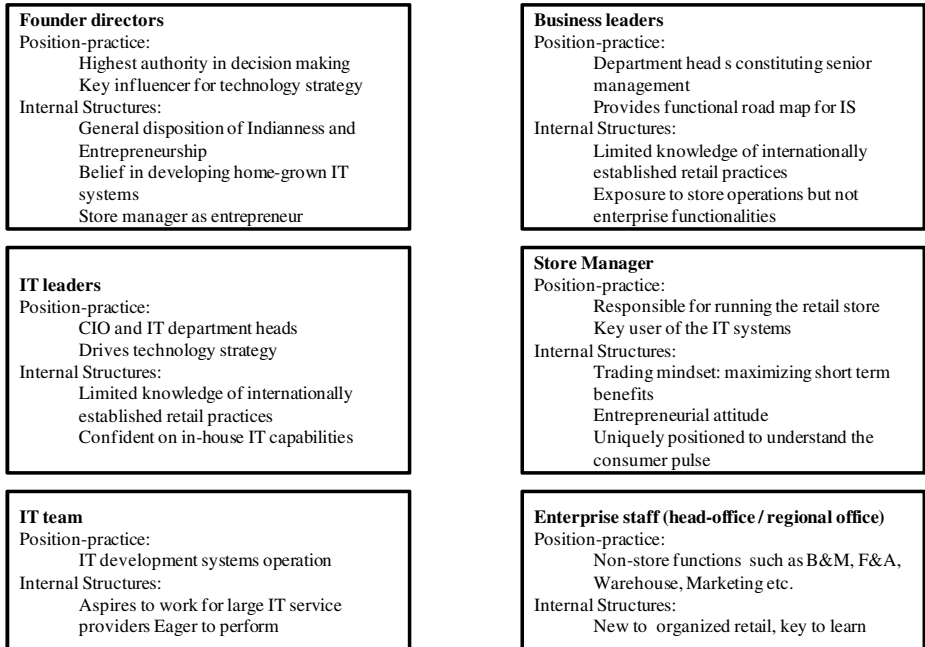 Founder directors
Position-practice:
Highest authority in decision making
Key influencer for technology strategy
Internal Structures:
General disposition of Indianness and
Entrepreneurship
Belief in developing home-grown IT
systems
Store manager as entrepreneur
Business leaders
Position-practice:
Department head s constituting senior
management
Provides functional road map for IS
Internal Structures:
Limited knowledge of internationally
established retail practices
Exposure to store operations but not
enterprise functionalities
IT leaders
Position-practice:
CIO and IT department heads
Drives technology strategy
Internal Structures:
Limited knowledge of internationally
established retail practices
Confident on in-house IT capabilities
Store Manager
Position-practice:
Responsible for running the retail store
Key user of the IT systems
Internal Structures:
Trading mindset: maximizing short term
benefits
Entrepreneurial attitude
Uniquely positioned to understand the
consumer pulse
IT team
Position-practice:
IT development systems operation
Internal Structures:
Aspires to work for large IT service
providers Eager to perform
Enterprise staff (head-office / regional office)
Position-practice:
Non-store functions such as B&M, F&A,
Warehouse, Marketing etc.
Internal Structures:
New to organized retail, key to learn